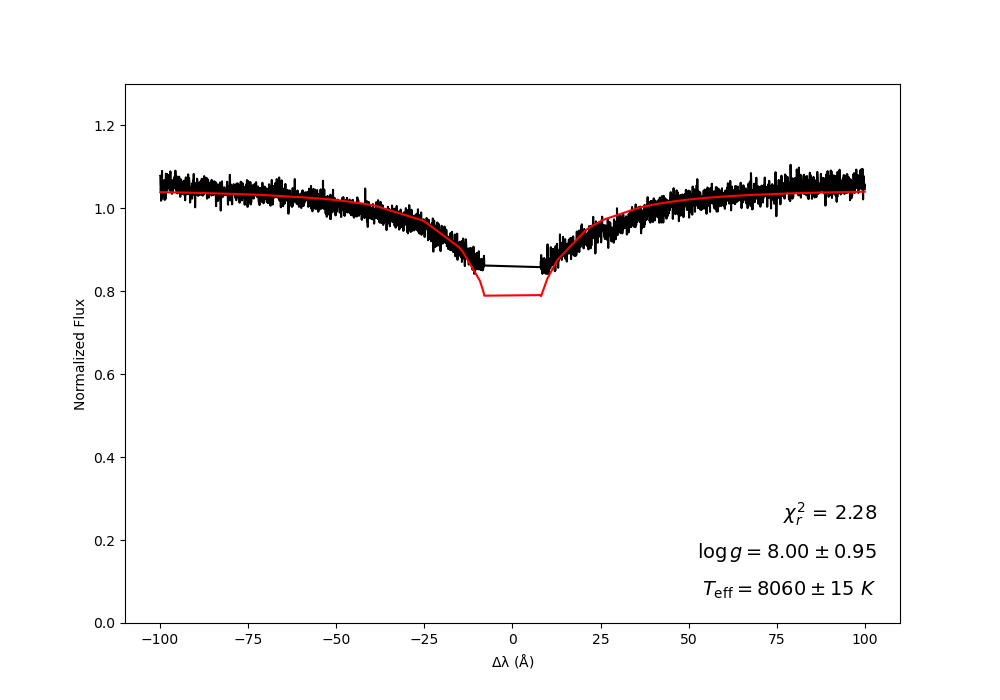 Normalized Flux
1.2
1.0
0.8
0.6
0.4
0.2
0.0
χ²ᵣ = 2.28
log g = 8.00 ± 0.95
T_eff = 8060 ± 15 K
−100 −75 −50 −25 0 25 50 75 100
Δλ (Å)